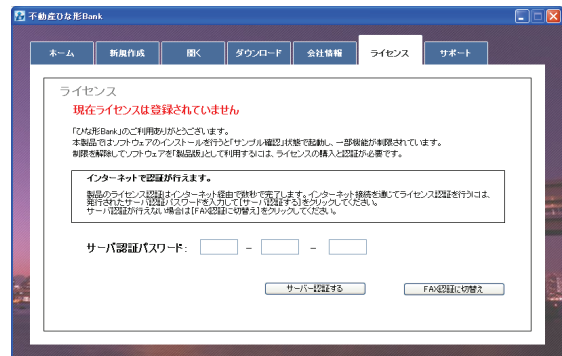 不動産ひな形Bank
ホーム 新規作成 開く ダウンロード 会社情報 ライセンス サポート
ライセンス
現在ライセンスは登録されていません
「ひな形Bank」のご利用ありがとうございます。
本製品ではソフトウェアのインストールを行うと「サンプル確認」状態で起動し、一部機能が制限されています。
制限を解除してソフトウェアを「製品版」として利用するには、ライセンスの購入と認証が必要です。
インターネットで認証が行えます。
製品のライセンス認証はインターネット経由で数秒で完了します。インターネット接続を通じてライセンス認証を行うには、
発行されたサーバ認証パスワードを入力して[サーバ認証する]をクリックしてください。
サーバ認証が行えない場合は[FAX認証に切替え]をクリックしてください。
サーバ認証パスワード: - -
サーバー認証する FAX認証に切替え